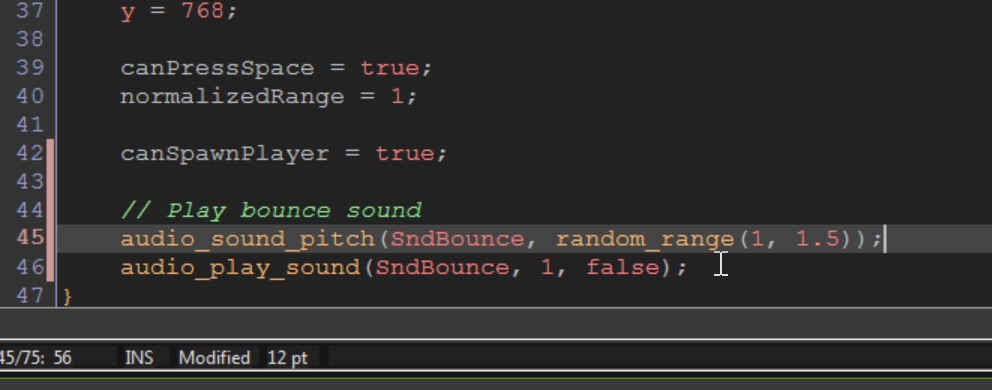 37 y = 768;
38
39 canPressSpace = true;
40 normalizedRange = 1;
41
42 canSpawnPlayer = true;
43
44 // Play bounce sound
45 audio_sound_pitch(SndBounce, random_range(1, 1.5));
46 audio_play_sound(SndBounce, 1, false);
47 }
45/75: 56 INS Modified 12 pt